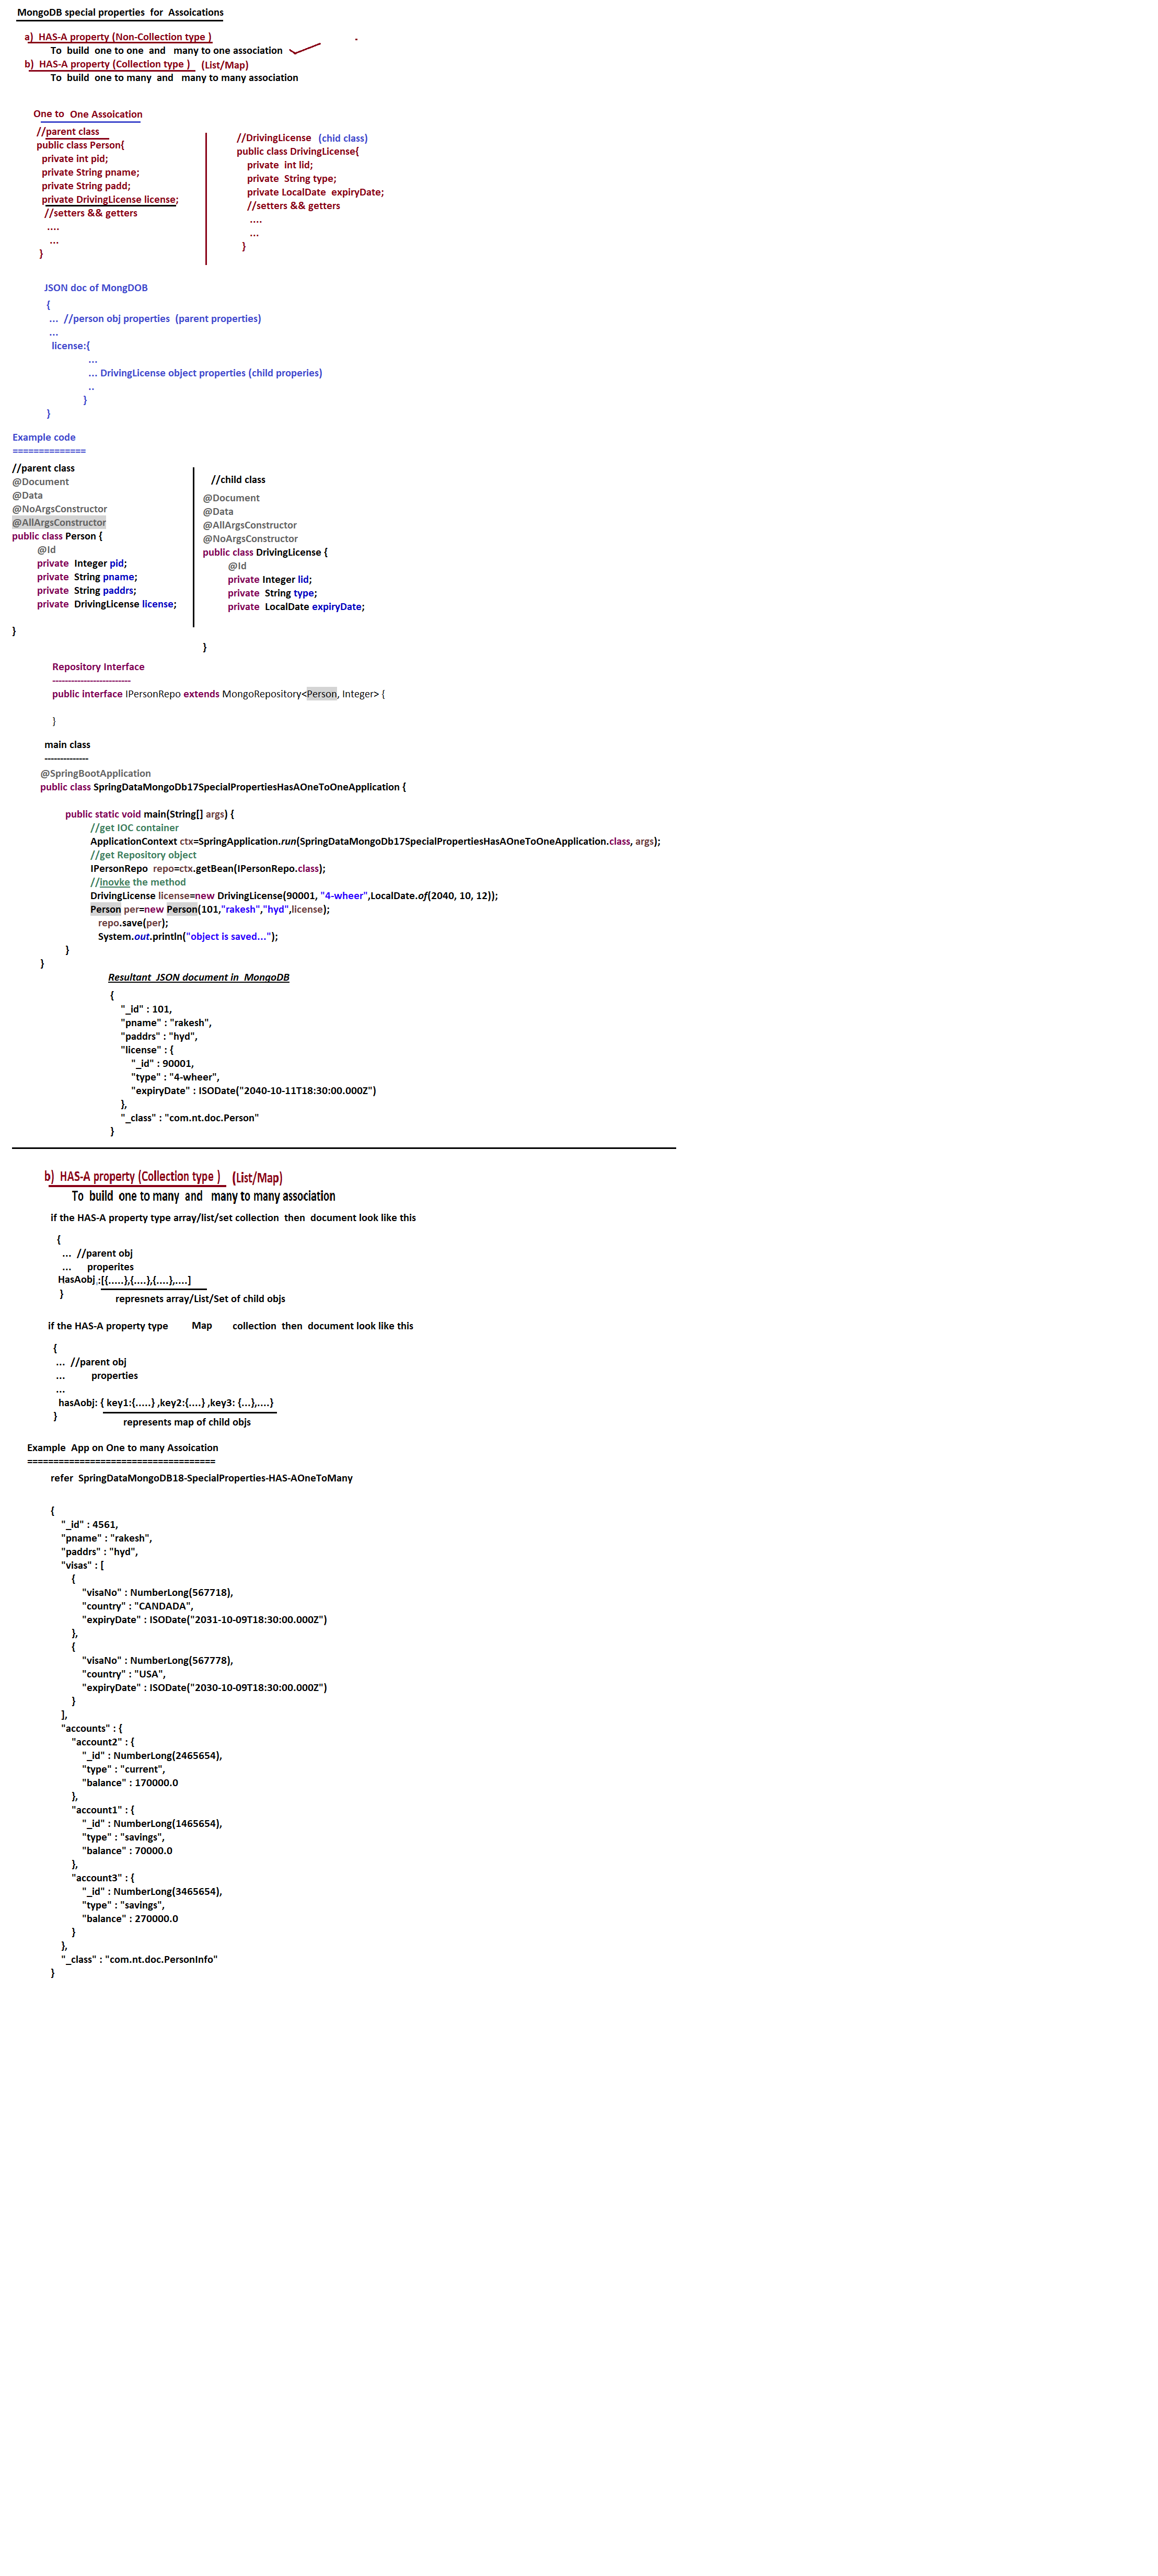 MongoDB special properties  for  Assoications
a)  HAS-A property (Non-Collection type )
To  build  one to one  and   many to one association
b)  HAS-A property (Collection type )    (List/Map)
To  build  one to many  and   many to many association
One to  One Assoication
//parent class
public class Person{
private int pid;
private String pname;
private String padd;
private DrivingLicense license;
//setters && getters
....
...
}
//DrivingLicense   (chid class)
public class DrivingLicense{
private  int lid;
private  String type;
private LocalDate  expiryDate;
//setters && getters
....
...
}
JSON doc of MongDOB
{
...  //person obj properties  (parent properties)
...
license:{
...
... DrivingLicense object properties (child properies)
..
}
}
Example code
==============
//parent class
@Document
@Data
@NoArgsConstructor
@AllArgsConstructor
public class Person {
@Id
private  Integer pid;
private  String pname;
private  String paddrs;
private  DrivingLicense license;
}
//child class
@Document
@Data
@AllArgsConstructor
@NoArgsConstructor
public class DrivingLicense {
@Id
private Integer lid;
private  String type;
private  LocalDate expiryDate;
}
Repository Interface
-------------------------
public interface IPersonRepo extends MongoRepository<Person, Integer> {
}
main class
--------------
@SpringBootApplication
public class SpringDataMongoDb17SpecialPropertiesHasAOneToOneApplication {
public static void main(String[] args) {
//get IOC container
ApplicationContext ctx=SpringApplication.run(SpringDataMongoDb17SpecialPropertiesHasAOneToOneApplication.class, args);
//get Repository object
IPersonRepo  repo=ctx.getBean(IPersonRepo.class);
//inovke the method
DrivingLicense license=new DrivingLicense(90001, "4-wheer",LocalDate.of(2040, 10, 12));
Person per=new Person(101,"rakesh","hyd",license);
repo.save(per);
System.out.println("object is saved...");
}
}
Resultant  JSON document in  MongoDB
{
"_id" : 101,
"pname" : "rakesh",
"paddrs" : "hyd",
"license" : {
"_id" : 90001,
"type" : "4-wheer",
"expiryDate" : ISODate("2040-10-11T18:30:00.000Z")
},
"_class" : "com.nt.doc.Person"
}
b)  HAS-A property (Collection type )    (List/Map)
To  build  one to many  and   many to many association
if the HAS-A property type array/list/set collection  then  document look like this
{
...  //parent obj
...      properites
HasAobj :[{.....},{....},{....},....]
}
represnets array/List/Set of child objs
if the HAS-A property type         Map        collection  then  document look like this
{
...  //parent obj
...          properties
...
hasAobj: { key1:{.....} ,key2:{....} ,key3: {...},....}
}
represents map of child objs
Example  App on One to many Assoication
====================================
refer  SpringDataMongoDB18-SpecialProperties-HAS-AOneToMany
{
"_id" : 4561,
"pname" : "rakesh",
"paddrs" : "hyd",
"visas" : [
{
"visaNo" : NumberLong(567718),
"country" : "CANDADA",
"expiryDate" : ISODate("2031-10-09T18:30:00.000Z")
},
{
"visaNo" : NumberLong(567778),
"country" : "USA",
"expiryDate" : ISODate("2030-10-09T18:30:00.000Z")
}
],
"accounts" : {
"account2" : {
"_id" : NumberLong(2465654),
"type" : "current",
"balance" : 170000.0
},
"account1" : {
"_id" : NumberLong(1465654),
"type" : "savings",
"balance" : 70000.0
},
"account3" : {
"_id" : NumberLong(3465654),
"type" : "savings",
"balance" : 270000.0
}
},
"_class" : "com.nt.doc.PersonInfo"
}